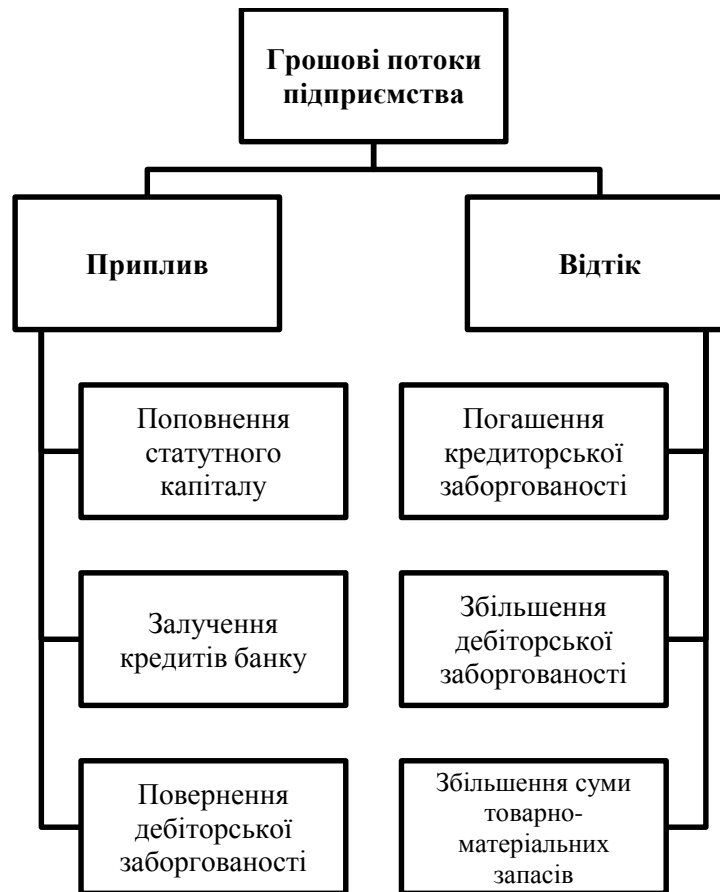 Грошові потоки
підприємства
Приплив
Відтік
Поповнення
статутного
капіталу
Погашення
кредиторської
заборгованості
Залучення
кредитів банку
Збільшення
дебіторської
заборгованості
Повернення
дебіторської
заборгованості
Збільшення суми
товарно-
матеріальних
запасів